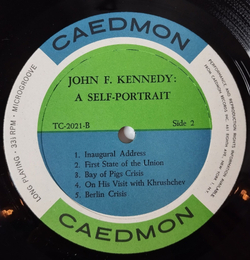 CAEDMON
JOHN F. KENNEDY:
A SELF-PORTRAIT
TC-2021-B Side 2
1. Inaugural Address
2. First State of the Union
3. Bay of Pigs Crisis
4. On His Visit with Khrushchev
5. Berlin Crisis
LONG PLAYING - 33⅓ RPM - MICROGROOVE
CAEDMON